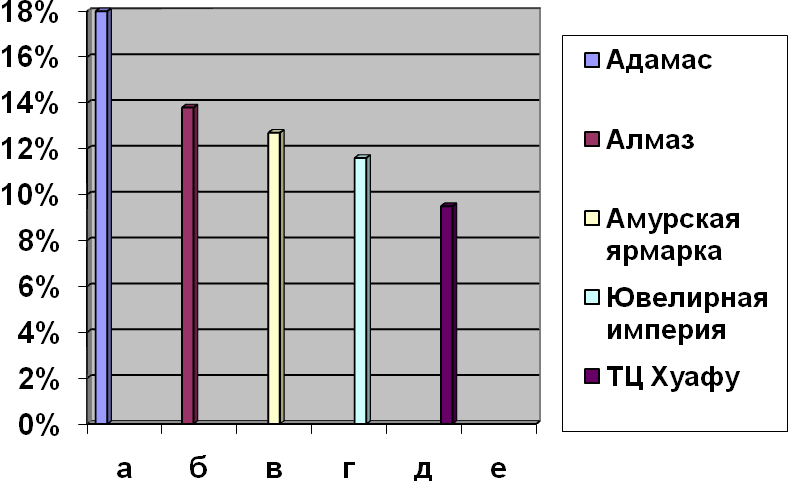 18%
16%
14%
12%
10%
8%
6%
4%
2%
0%
а б в г д е
Адамас
Алмаз
Амурская
ярмарка
Ювелирная
империя
ТЦ Хуафу